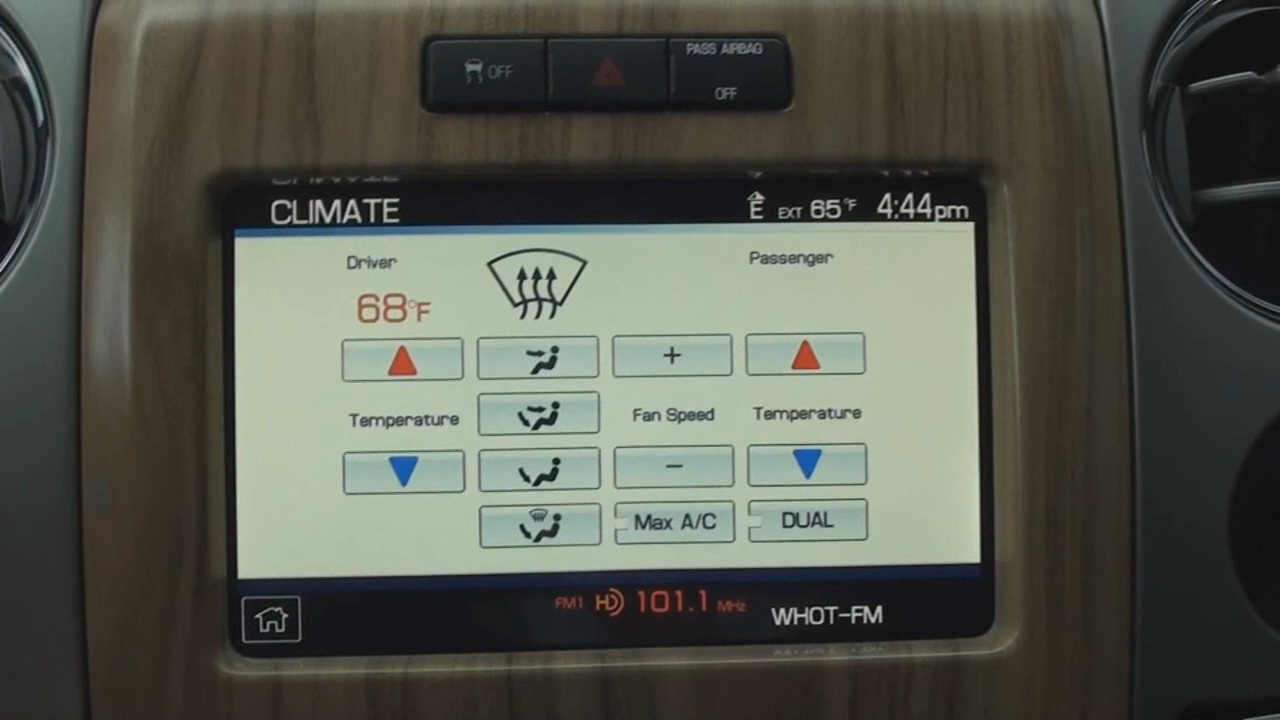 OFF
PASS AIRBAG
OFF
CLIMATE
E EXT 65°F 4:44pm
Driver
Passenger
68°F
+
Temperature
Fan Speed
Temperature
−
Max A/C
DUAL
FM1 HD 101.1 MHz
WHOT-FM